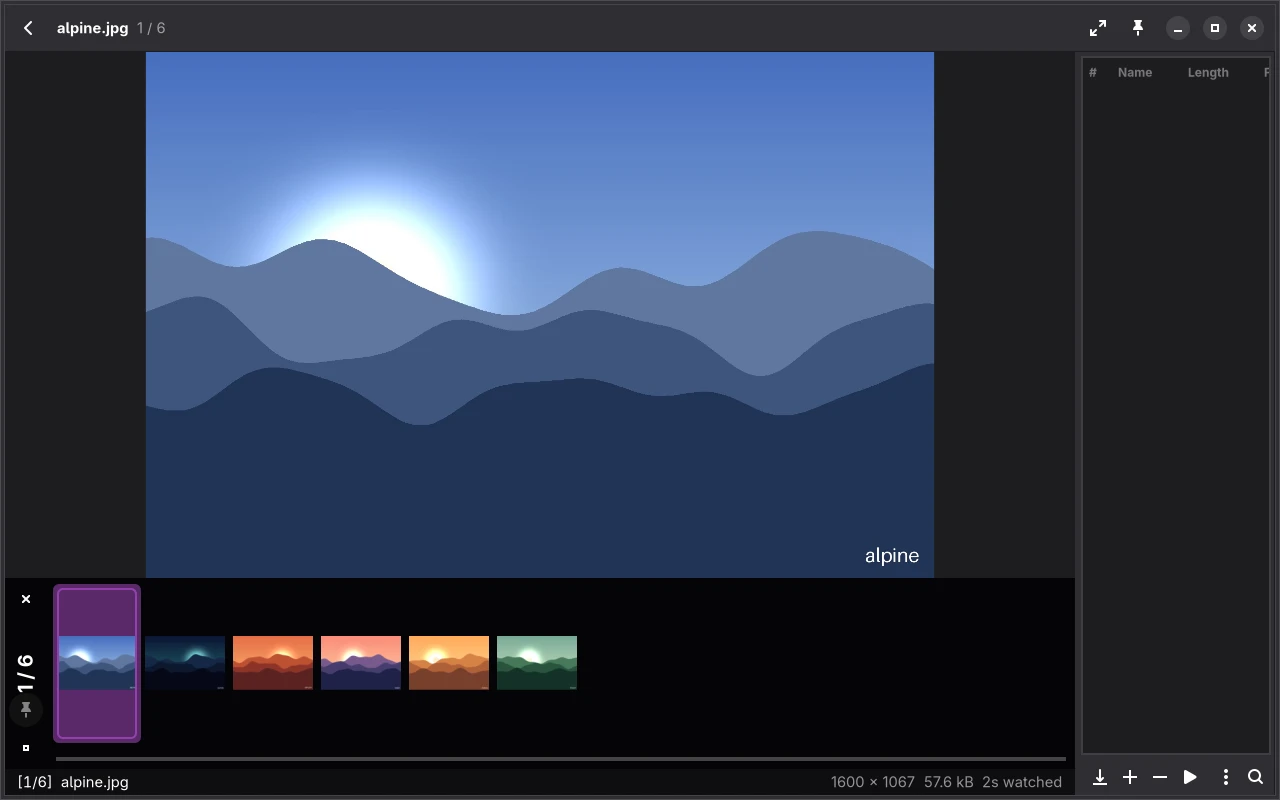 alpine.jpg 1 / 6
# Name Length
alpine
1 / 6
[1/6] alpine.jpg 1600 × 1067 57.6 kB 2s watched